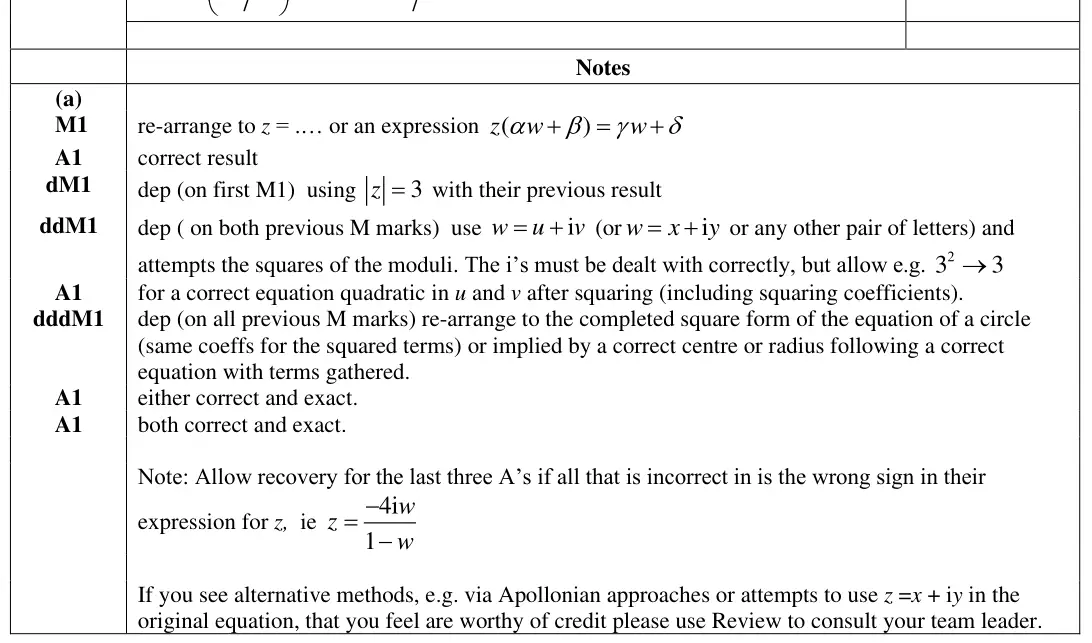 Notes
(a)
M1 re-arrange to z = .… or an expression z(αw + β) = γw + δ
A1 correct result
dM1 dep (on first M1) using |z| = 3 with their previous result
ddM1 dep ( on both previous M marks) use w = u + iv (or w = x + iy or any other pair of letters) and
attempts the squares of the moduli. The i’s must be dealt with correctly, but allow e.g. 3² → 3
A1 for a correct equation quadratic in u and v after squaring (including squaring coefficients).
dddM1 dep (on all previous M marks) re-arrange to the completed square form of the equation of a circle
(same coeffs for the squared terms) or implied by a correct centre or radius following a correct
equation with terms gathered.
A1 either correct and exact.
A1 both correct and exact.
Note: Allow recovery for the last three A’s if all that is incorrect in is the wrong sign in their
expression for z, ie z = −4iw / 1 − w
If you see alternative methods, e.g. via Apollonian approaches or attempts to use z =x + iy in the
original equation, that you feel are worthy of credit please use Review to consult your team leader.